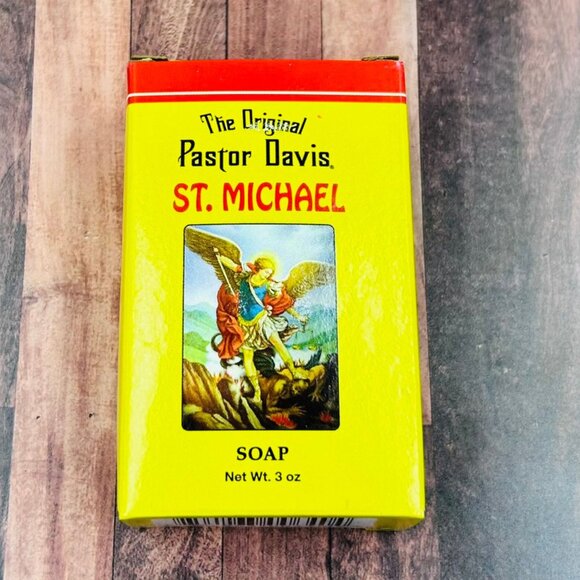 The Original
Pastor Davis®
ST. MICHAEL
SOAP
Net Wt. 3 oz